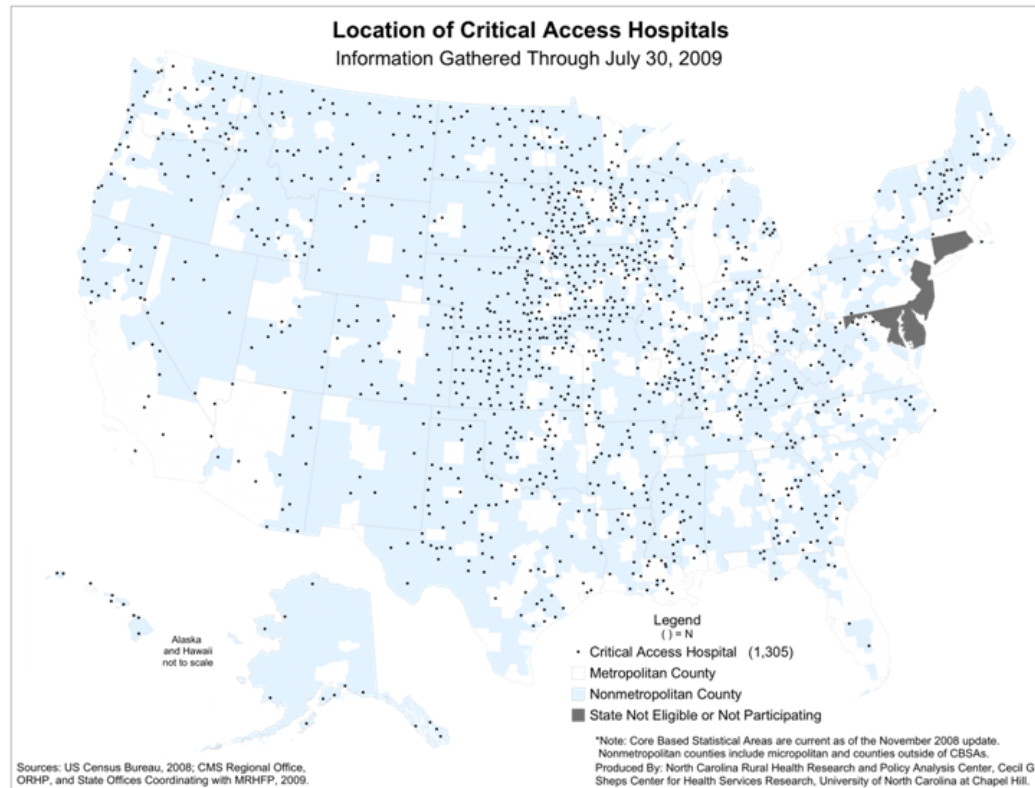 Location of Critical Access Hospitals
Information Gathered Through July 30, 2009
Alaska
and Hawaii
not to scale
Legend
( ) = N
Critical Access Hospital (1,305)
Metropolitan County
Nonmetropolitan County
State Not Eligible or Not Participating
*Note: Core Based Statistical Areas are current as of the November 2008 update.
Nonmetropolitan counties include micropolitan and counties outside of CBSAs.
Produced By: North Carolina Rural Health Research and Policy Analysis Center, Cecil G
Sheps Center for Health Services Research, University of North Carolina at Chapel Hill.
Sources: US Census Bureau, 2008; CMS Regional Office,
ORHP, and State Offices Coordinating with MRHFP, 2009.